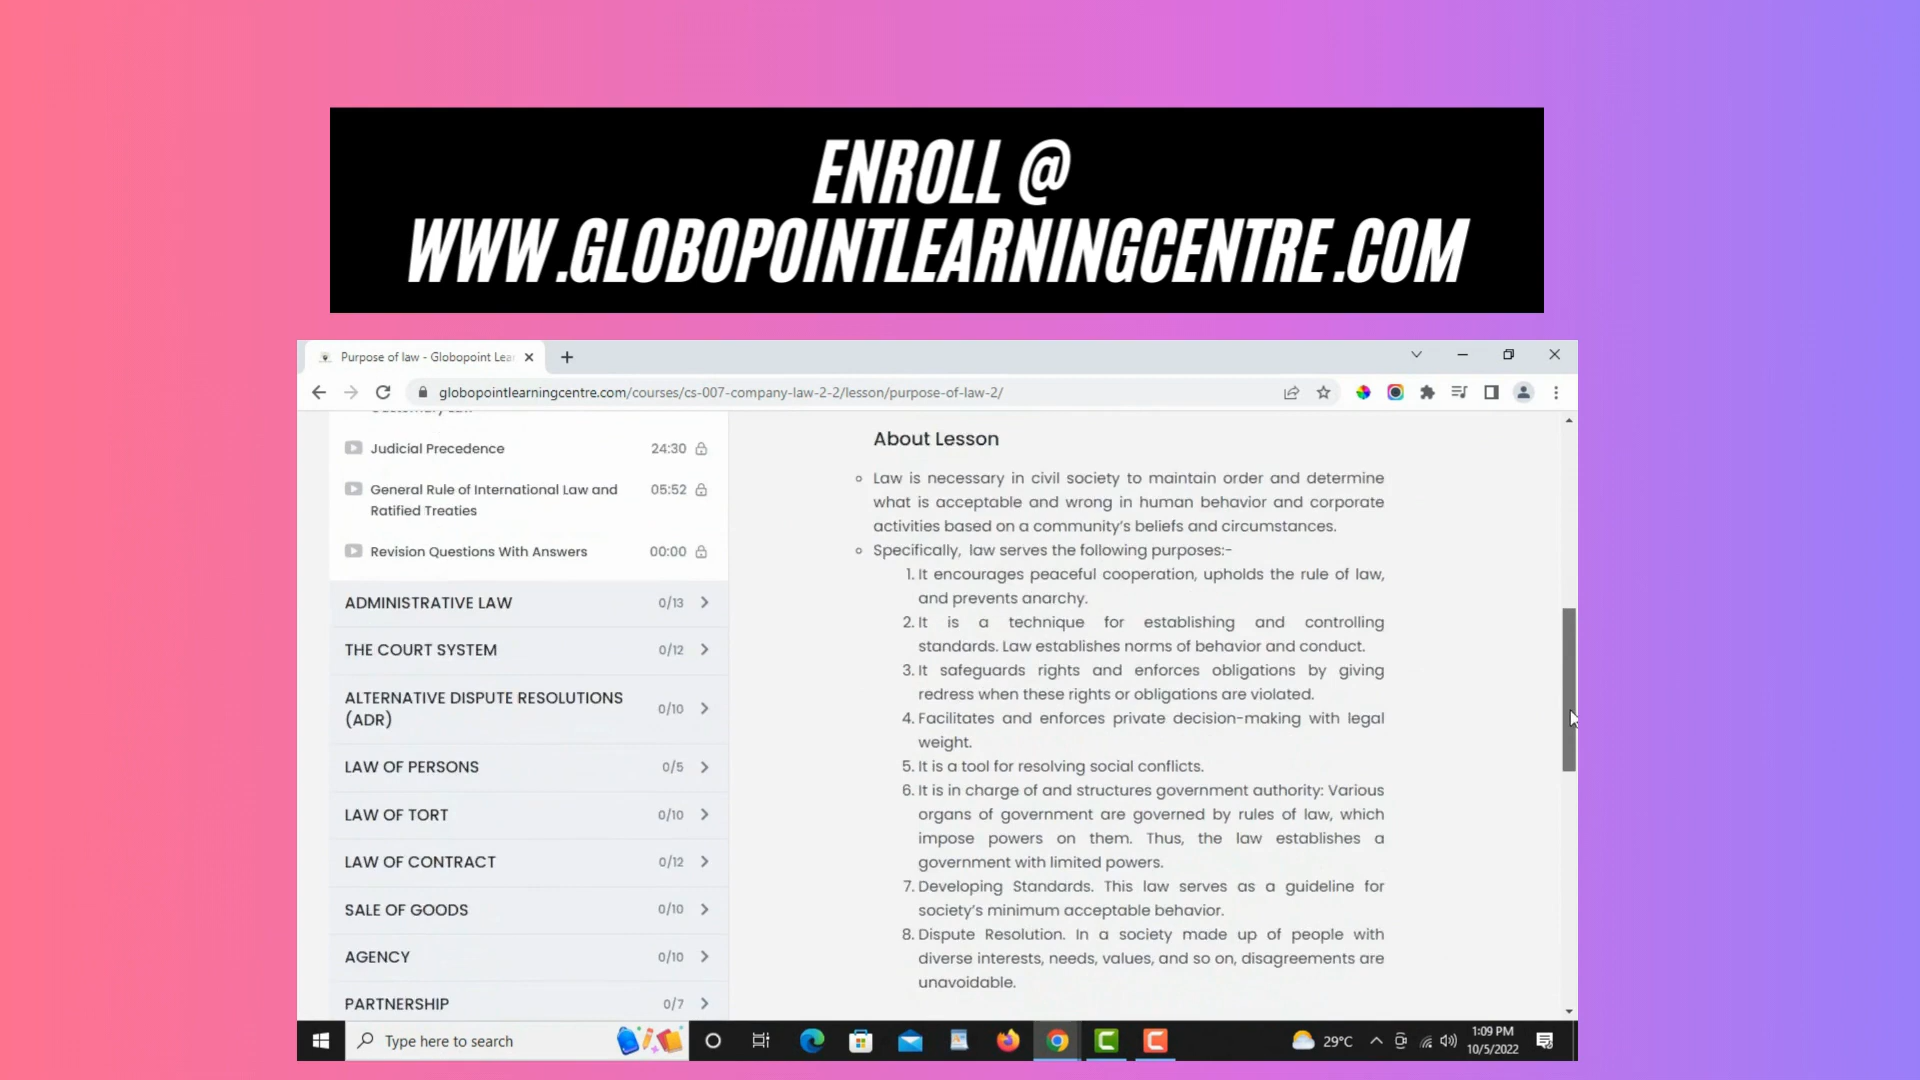 ENROLL @
WWW.GLOBOPOINTLEARNINGCENTRE.COM
Purpose of law - Globopoint Lea
globopointlearningcentre.com/courses/cs-007-company-law-2-2/lesson/purpose-of-law-2/
Judicial Precedence 24:30
General Rule of International Law and 05:52
Ratified Treaties
Revision Questions With Answers 00:00
ADMINISTRATIVE LAW 0/13
THE COURT SYSTEM 0/12
ALTERNATIVE DISPUTE RESOLUTIONS
(ADR) 0/10
LAW OF PERSONS 0/5
LAW OF TORT 0/10
LAW OF CONTRACT 0/12
SALE OF GOODS 0/10
AGENCY 0/10
PARTNERSHIP 0/7
About Lesson
Law is necessary in civil society to maintain order and determine
what is acceptable and wrong in human behavior and corporate
activities based on a community's beliefs and circumstances.
Specifically, law serves the following purposes:-
1. It encourages peaceful cooperation, upholds the rule of law,
and prevents anarchy.
2. It is a technique for establishing and controlling
standards. Law establishes norms of behavior and conduct.
3. It safeguards rights and enforces obligations by giving
redress when these rights or obligations are violated.
4. Facilitates and enforces private decision-making with legal
weight.
5. It is a tool for resolving social conflicts.
6. It is in charge of and structures government authority: Various
organs of government are governed by rules of law, which
impose powers on them. Thus, the law establishes a
government with limited powers.
7. Developing Standards. This law serves as a guideline for
society's minimum acceptable behavior.
8. Dispute Resolution. In a society made up of people with
diverse interests, needs, values, and so on, disagreements are
unavoidable.
Type here to search
29°C
1:09 PM
10/5/2022